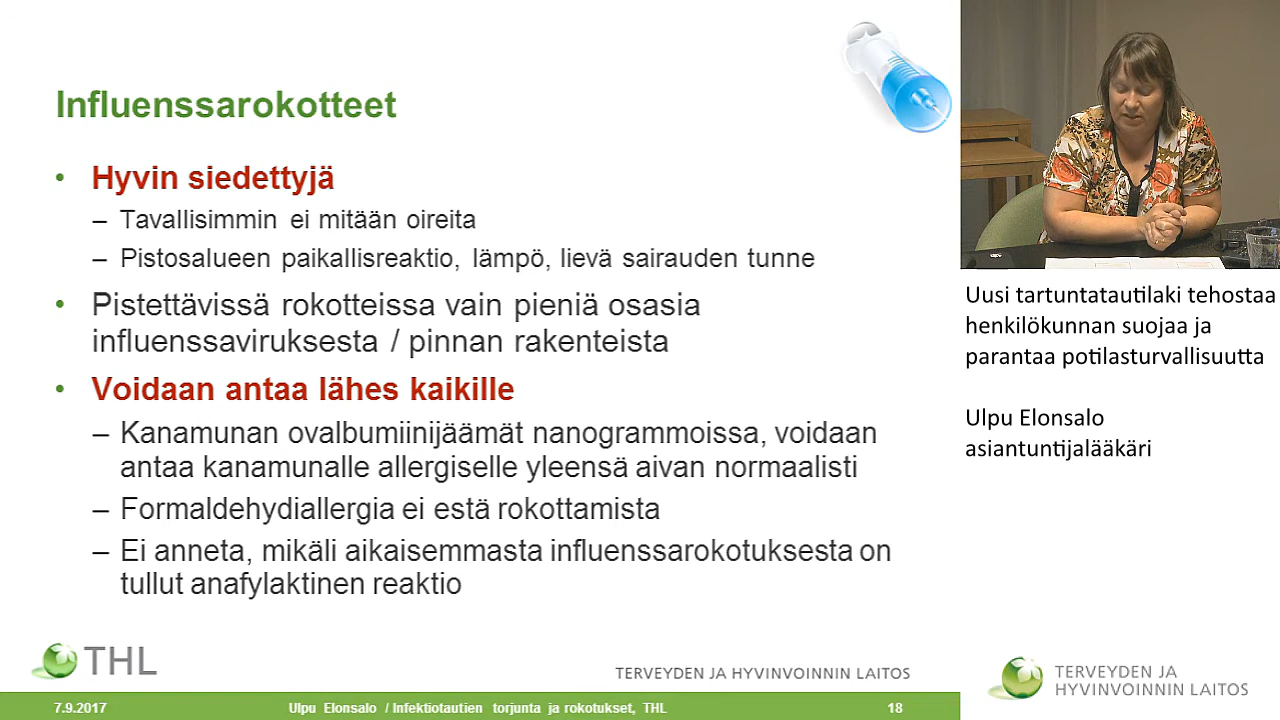 Influenssarokotteet
• Hyvin siedettyjä
– Tavallisimmin ei mitään oireita
– Pistosalueen paikallisreaktio, lämpö, lievä sairauden tunne
• Pistettävissä rokotteissa vain pieniä osasia
influenssaviruksesta / pinnan rakenteista
• Voidaan antaa lähes kaikille
– Kanamunan ovalbumiinijäämät nanogrammoissa, voidaan
antaa kanamunalle allergiselle yleensä aivan normaalisti
– Formaldehydiallergia ei estä rokottamista
– Ei anneta, mikäli aikaisemmasta influenssarokotuksesta on
tullut anafylaktinen reaktio
THL
TERVEYDEN JA HYVINVOINNIN LAITOS
7.9.2017
Ulpu Elonsalo / Infektiotautien torjunta ja rokotukset, THL
18
Uusi tartuntatautilaki tehostaa
henkilökunnan suojaa ja
parantaa potilasturvallisuutta
Ulpu Elonsalo
asiantuntijalääkäri
TERVEYDEN JA
HYVINVOINNIN LAITOS